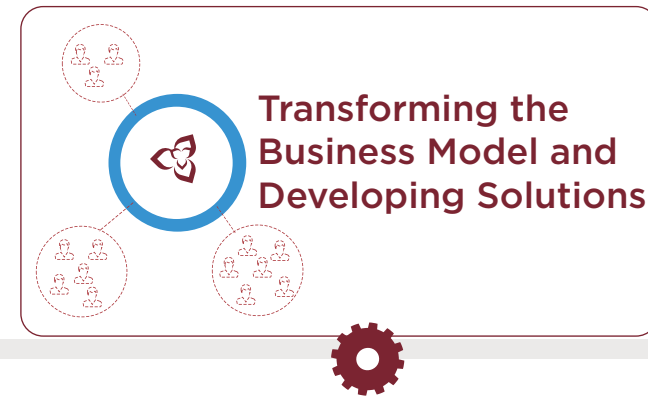 Transforming the
Business Model and
Developing Solutions